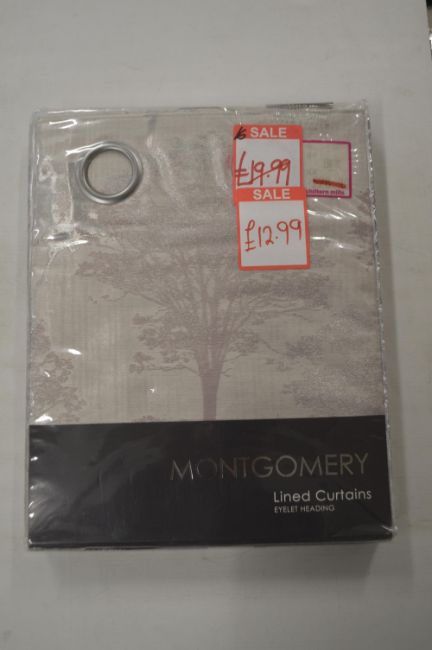 SALE
£19.99
SALE
£12.99
MONTGOMERY
Lined Curtains
EYELET HEADING